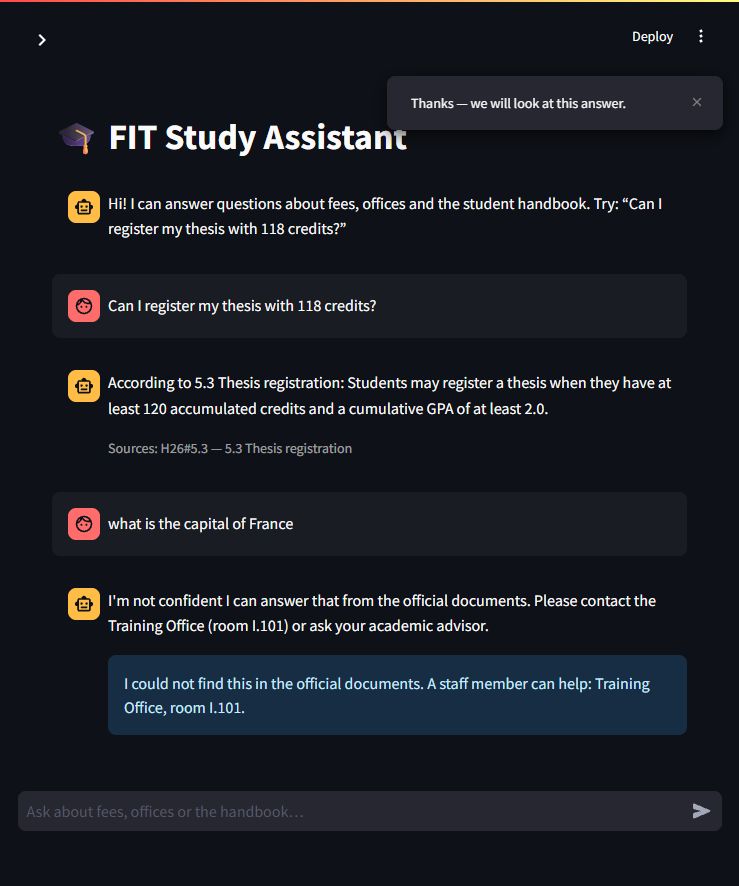 Deploy
Thanks — we will look at this answer.
FIT Study Assistant
Hi! I can answer questions about fees, offices and the student handbook. Try: “Can I
register my thesis with 118 credits?”
Can I register my thesis with 118 credits?
According to 5.3 Thesis registration: Students may register a thesis when they have at
least 120 accumulated credits and a cumulative GPA of at least 2.0.
Sources: H26#5.3 — 5.3 Thesis registration
what is the capital of France
I'm not confident I can answer that from the official documents. Please contact the
Training Office (room I.101) or ask your academic advisor.
I could not find this in the official documents. A staff member can help: Training
Office, room I.101.
Ask about fees, offices or the handbook…